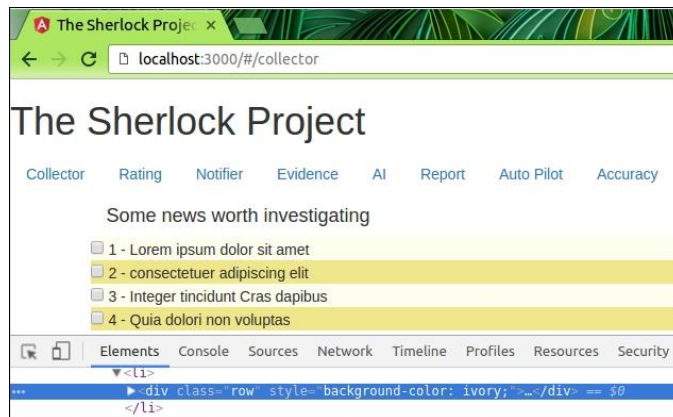 The Sherlock Projec ×
localhost:3000/#/collector
The Sherlock Project
Collector Rating Notifier Evidence AI Report Auto Pilot Accuracy
Some news worth investigating
1 - Lorem ipsum dolor sit amet
2 - consectetuer adipiscing elit
3 - Integer tincidunt Cras dapibus
4 - Quia dolori non voluptas
Elements Console Sources Network Timeline Profiles Resources Security
▼<li>
... ▶<div class="row" style="background-color: ivory;">…</div> == $0
</li>